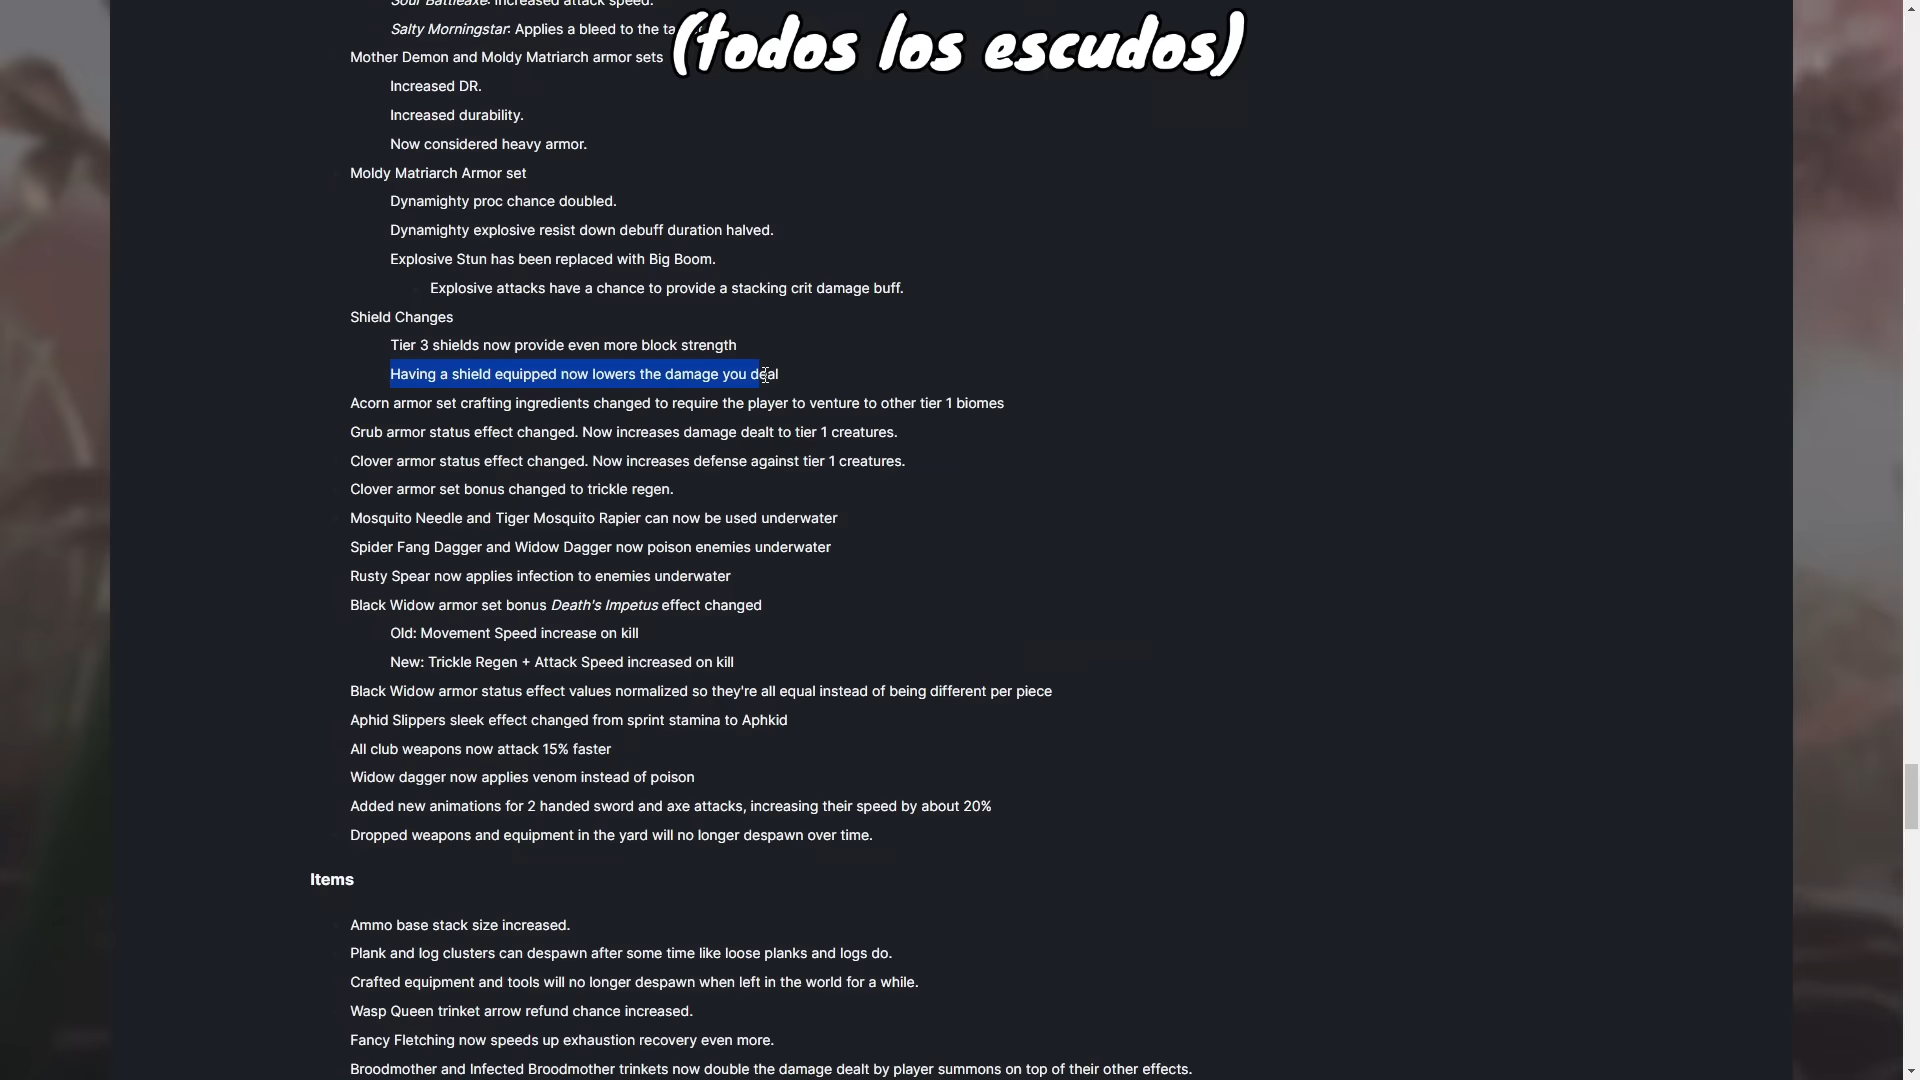 Sour Battleaxe: Increased attack speed.
Salty Morningstar: Applies a bleed to the
(todos los escudos)
Mother Demon and Moldy Matriarch armor sets
Increased DR.
Increased durability.
Now considered heavy armor.
Moldy Matriarch Armor set
Dynamighty proc chance doubled.
Dynamighty explosive resist down debuff duration halved.
Explosive Stun has been replaced with Big Boom.
Explosive attacks have a chance to provide a stacking crit damage buff.
Shield Changes
Tier 3 shields now provide even more block strength
Having a shield equipped now lowers the damage you deal
Acorn armor set crafting ingredients changed to require the player to venture to other tier 1 biomes
Grub armor status effect changed. Now increases damage dealt to tier 1 creatures.
Clover armor status effect changed. Now increases defense against tier 1 creatures.
Clover armor set bonus changed to trickle regen.
Mosquito Needle and Tiger Mosquito Rapier can now be used underwater
Spider Fang Dagger and Widow Dagger now poison enemies underwater
Rusty Spear now applies infection to enemies underwater
Black Widow armor set bonus Death's Impetus effect changed
Old: Movement Speed increase on kill
New: Trickle Regen + Attack Speed increased on kill
Black Widow armor status effect values normalized so they're all equal instead of being different per piece
Aphid Slippers sleek effect changed from sprint stamina to Aphkid
All club weapons now attack 15% faster
Widow dagger now applies venom instead of poison
Added new animations for 2 handed sword and axe attacks, increasing their speed by about 20%
Dropped weapons and equipment in the yard will no longer despawn over time.
Items
Ammo base stack size increased.
Plank and log clusters can despawn after some time like loose planks and logs do.
Crafted equipment and tools will no longer despawn when left in the world for a while.
Wasp Queen trinket arrow refund chance increased.
Fancy Fletching now speeds up exhaustion recovery even more.
Broodmother and Infected Broodmother trinkets now double the damage dealt by player summons on top of their other effects.